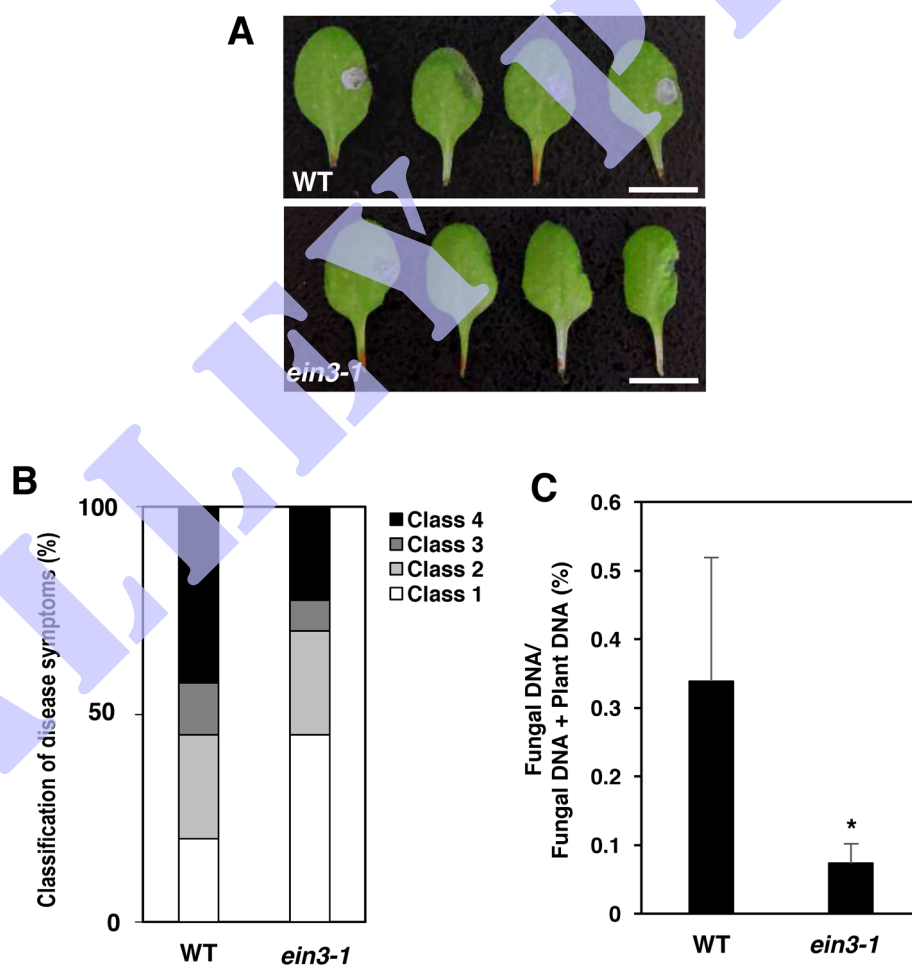 A
WT
ein3-1
B
Classification of disease symptoms (%)
100
50
0
WT
ein3-1
Class 4
Class 3
Class 2
Class 1
C
Fungal DNA/
Fungal DNA + Plant DNA (%)
0.6
0.5
0.4
0.3
0.2
0.1
0
*
WT
ein3-1
ALLEY P